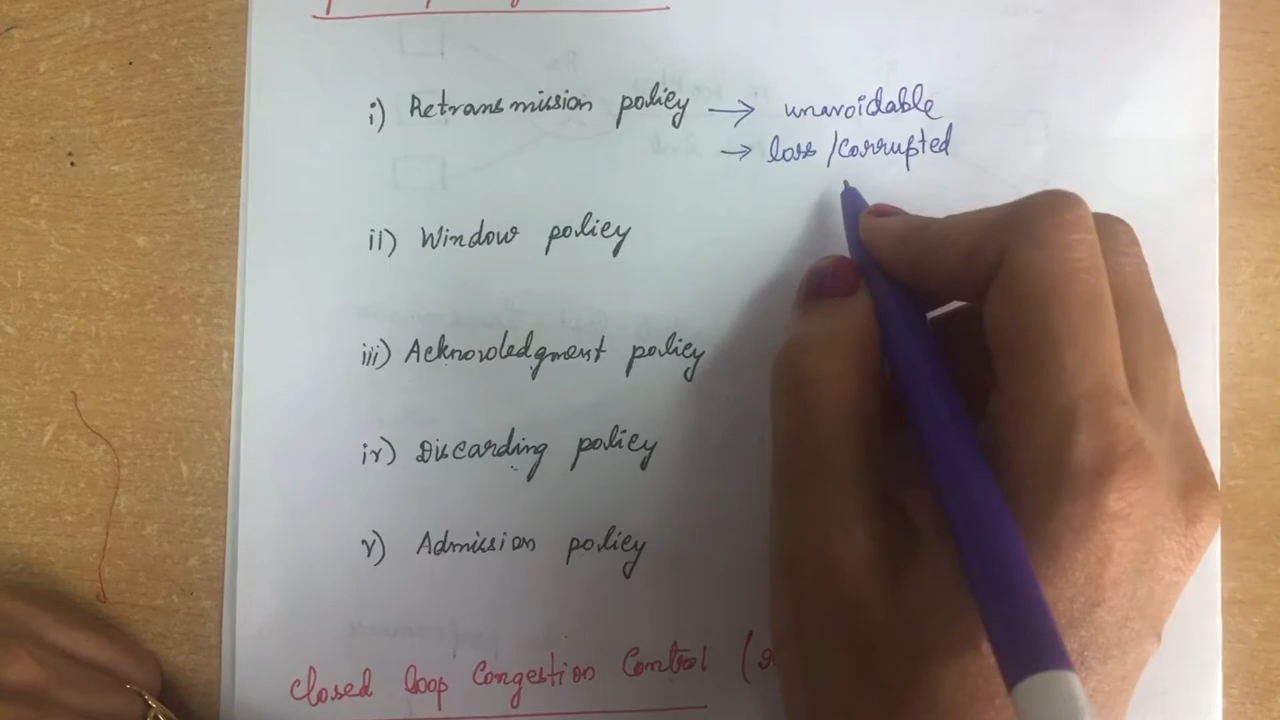 i) Retransmission policy → unavoidable
→ loss / corrupted
ii) Window policy
iii) Acknowledgment policy
iv) Discarding policy
v) Admission policy
Closed loop Congestion Control (